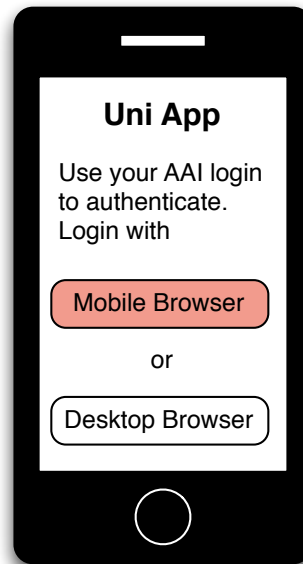 Uni App
Use your AAI login
to authenticate.
Login with
Mobile Browser
or
Desktop Browser